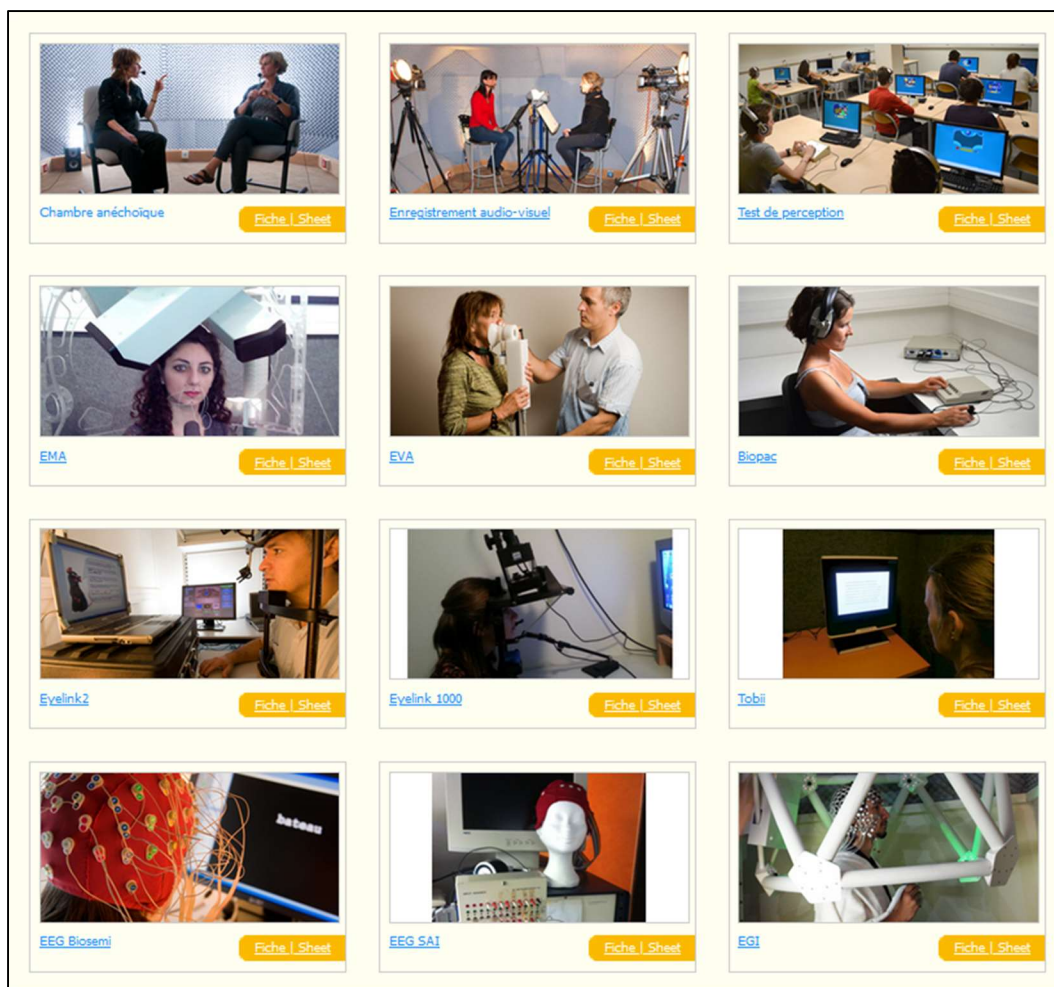 Chambre anéchoïque
Fiche | Sheet
Enregistrement audio-visuel
Fiche | Sheet
Test de perception
Fiche | Sheet
EMA
Fiche | Sheet
EVA
Fiche | Sheet
Biopac
Fiche | Sheet
Eyelink2
Fiche | Sheet
Eyelink 1000
Fiche | Sheet
Tobii
Fiche | Sheet
bateau
EEG Biosemi
Fiche | Sheet
EEG SAI
Fiche | Sheet
EGI
Fiche | Sheet